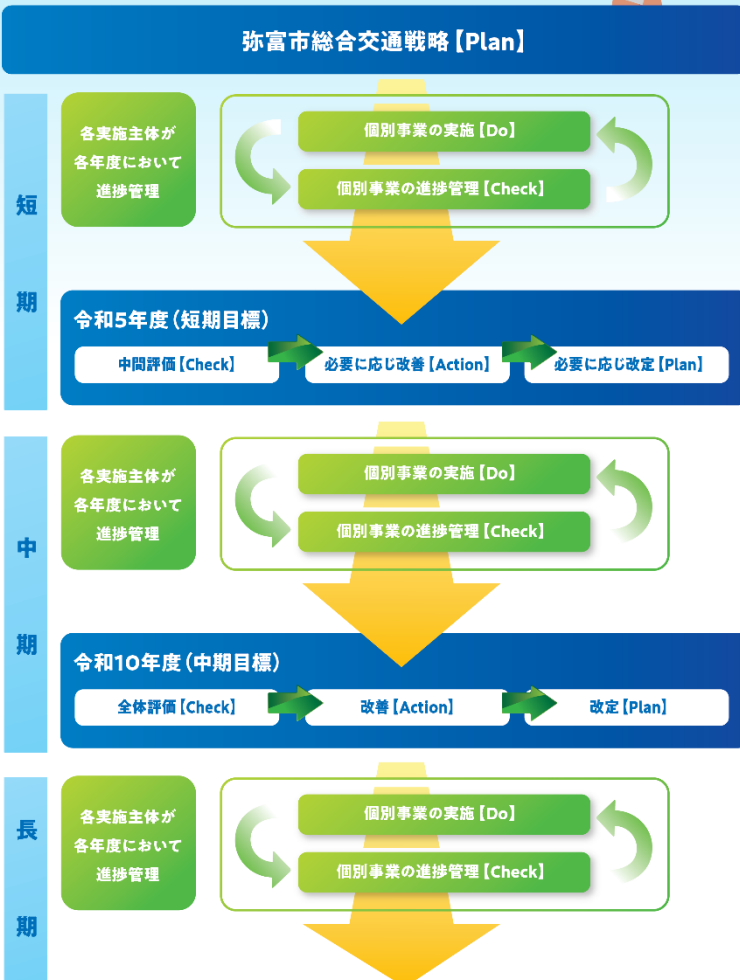 弥富市総合交通戦略【Plan】
短期
各実施主体が
各年度において
進捗管理
個別事業の実施【Do】
個別事業の進捗管理【Check】
令和5年度(短期目標)
中間評価【Check】
必要に応じ改善【Action】
必要に応じ改定【Plan】
中期
各実施主体が
各年度において
進捗管理
個別事業の実施【Do】
個別事業の進捗管理【Check】
令和10年度(中期目標)
全体評価【Check】
改善【Action】
改定【Plan】
長期
各実施主体が
各年度において
進捗管理
個別事業の実施【Do】
個別事業の進捗管理【Check】